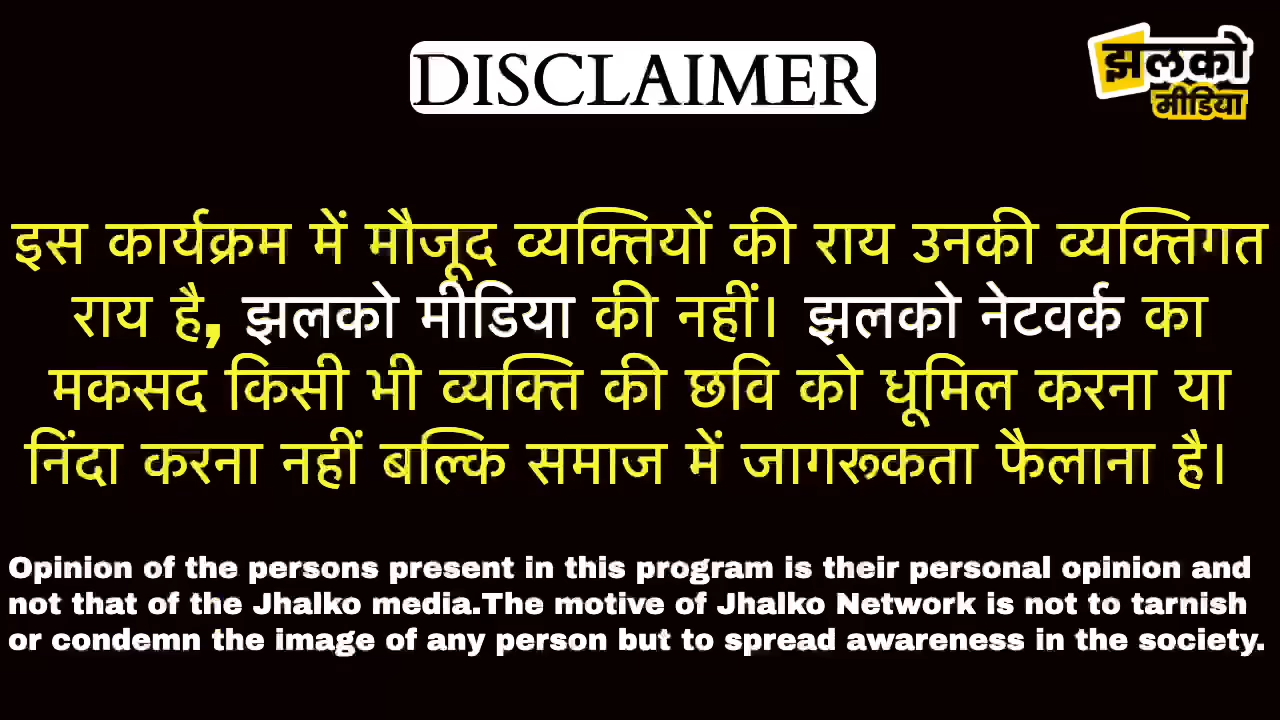 DISCLAIMER
झलको
मीडिया
इस कार्यक्रम में मौजूद व्यक्तियों की राय उनकी व्यक्तिगत
राय है, झलको मीडिया की नहीं। झलको नेटवर्क का
मकसद किसी भी व्यक्ति की छवि को धूमिल करना या
निंदा करना नहीं बल्कि समाज में जागरूकता फैलाना है।
Opinion of the persons present in this program is their personal opinion and
not that of the Jhalko media.The motive of Jhalko Network is not to tarnish
or condemn the image of any person but to spread awareness in the society.